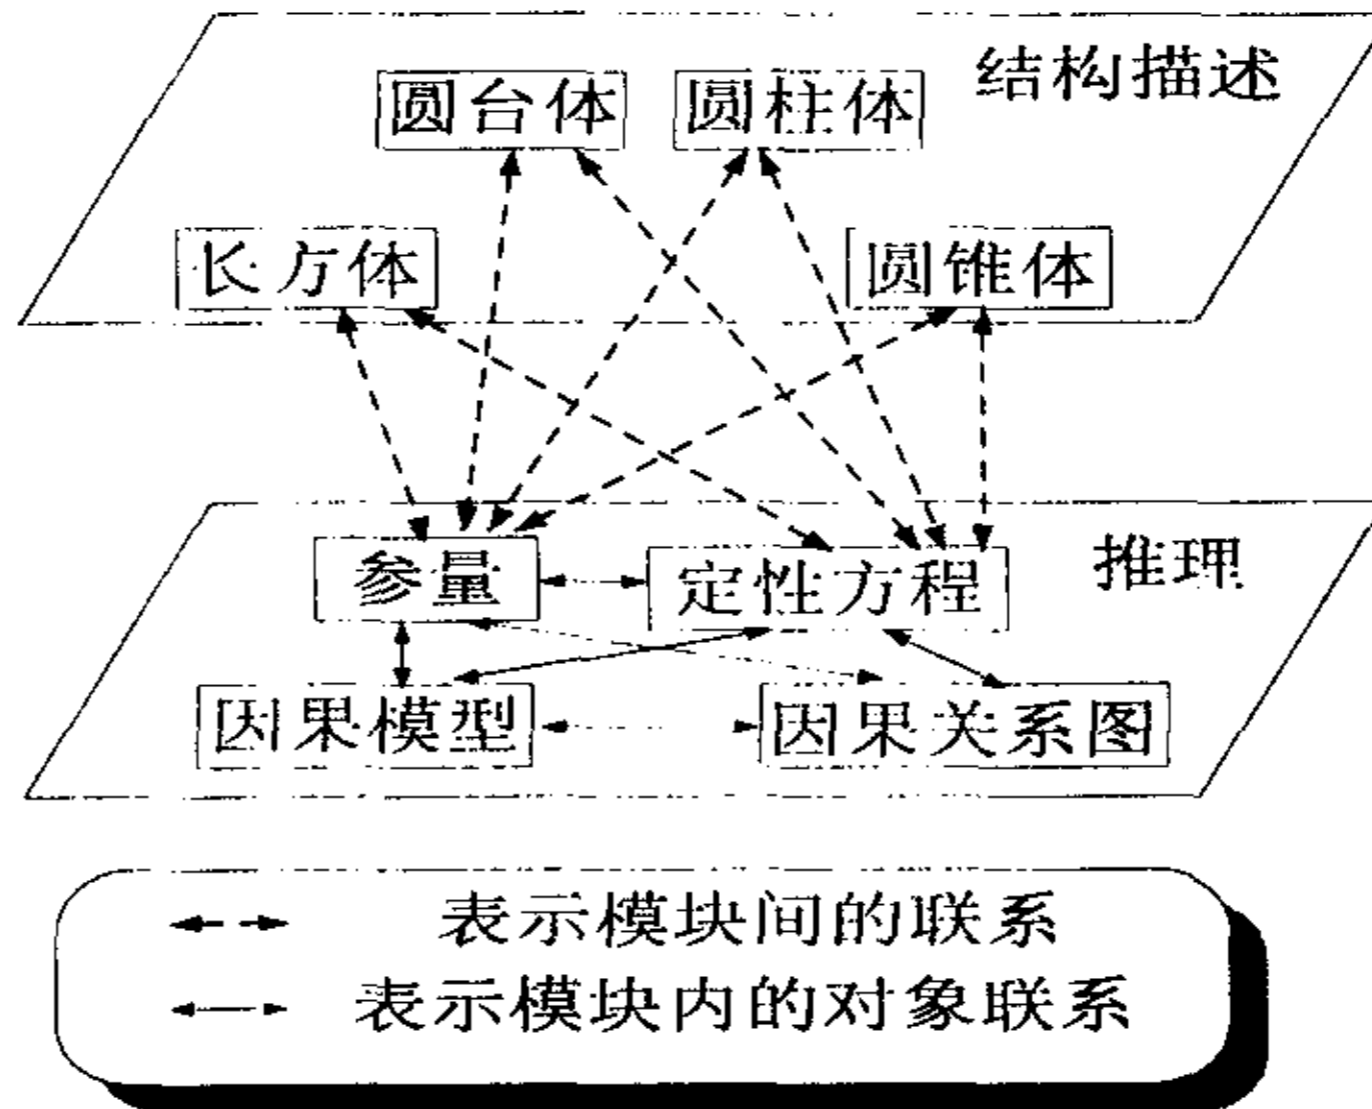 结构描述
圆台体
圆柱体
长方体
圆锥体
推理
参量
定性方程
因果模型
因果关系图
表示模块间的联系
表示模块内的对象联系